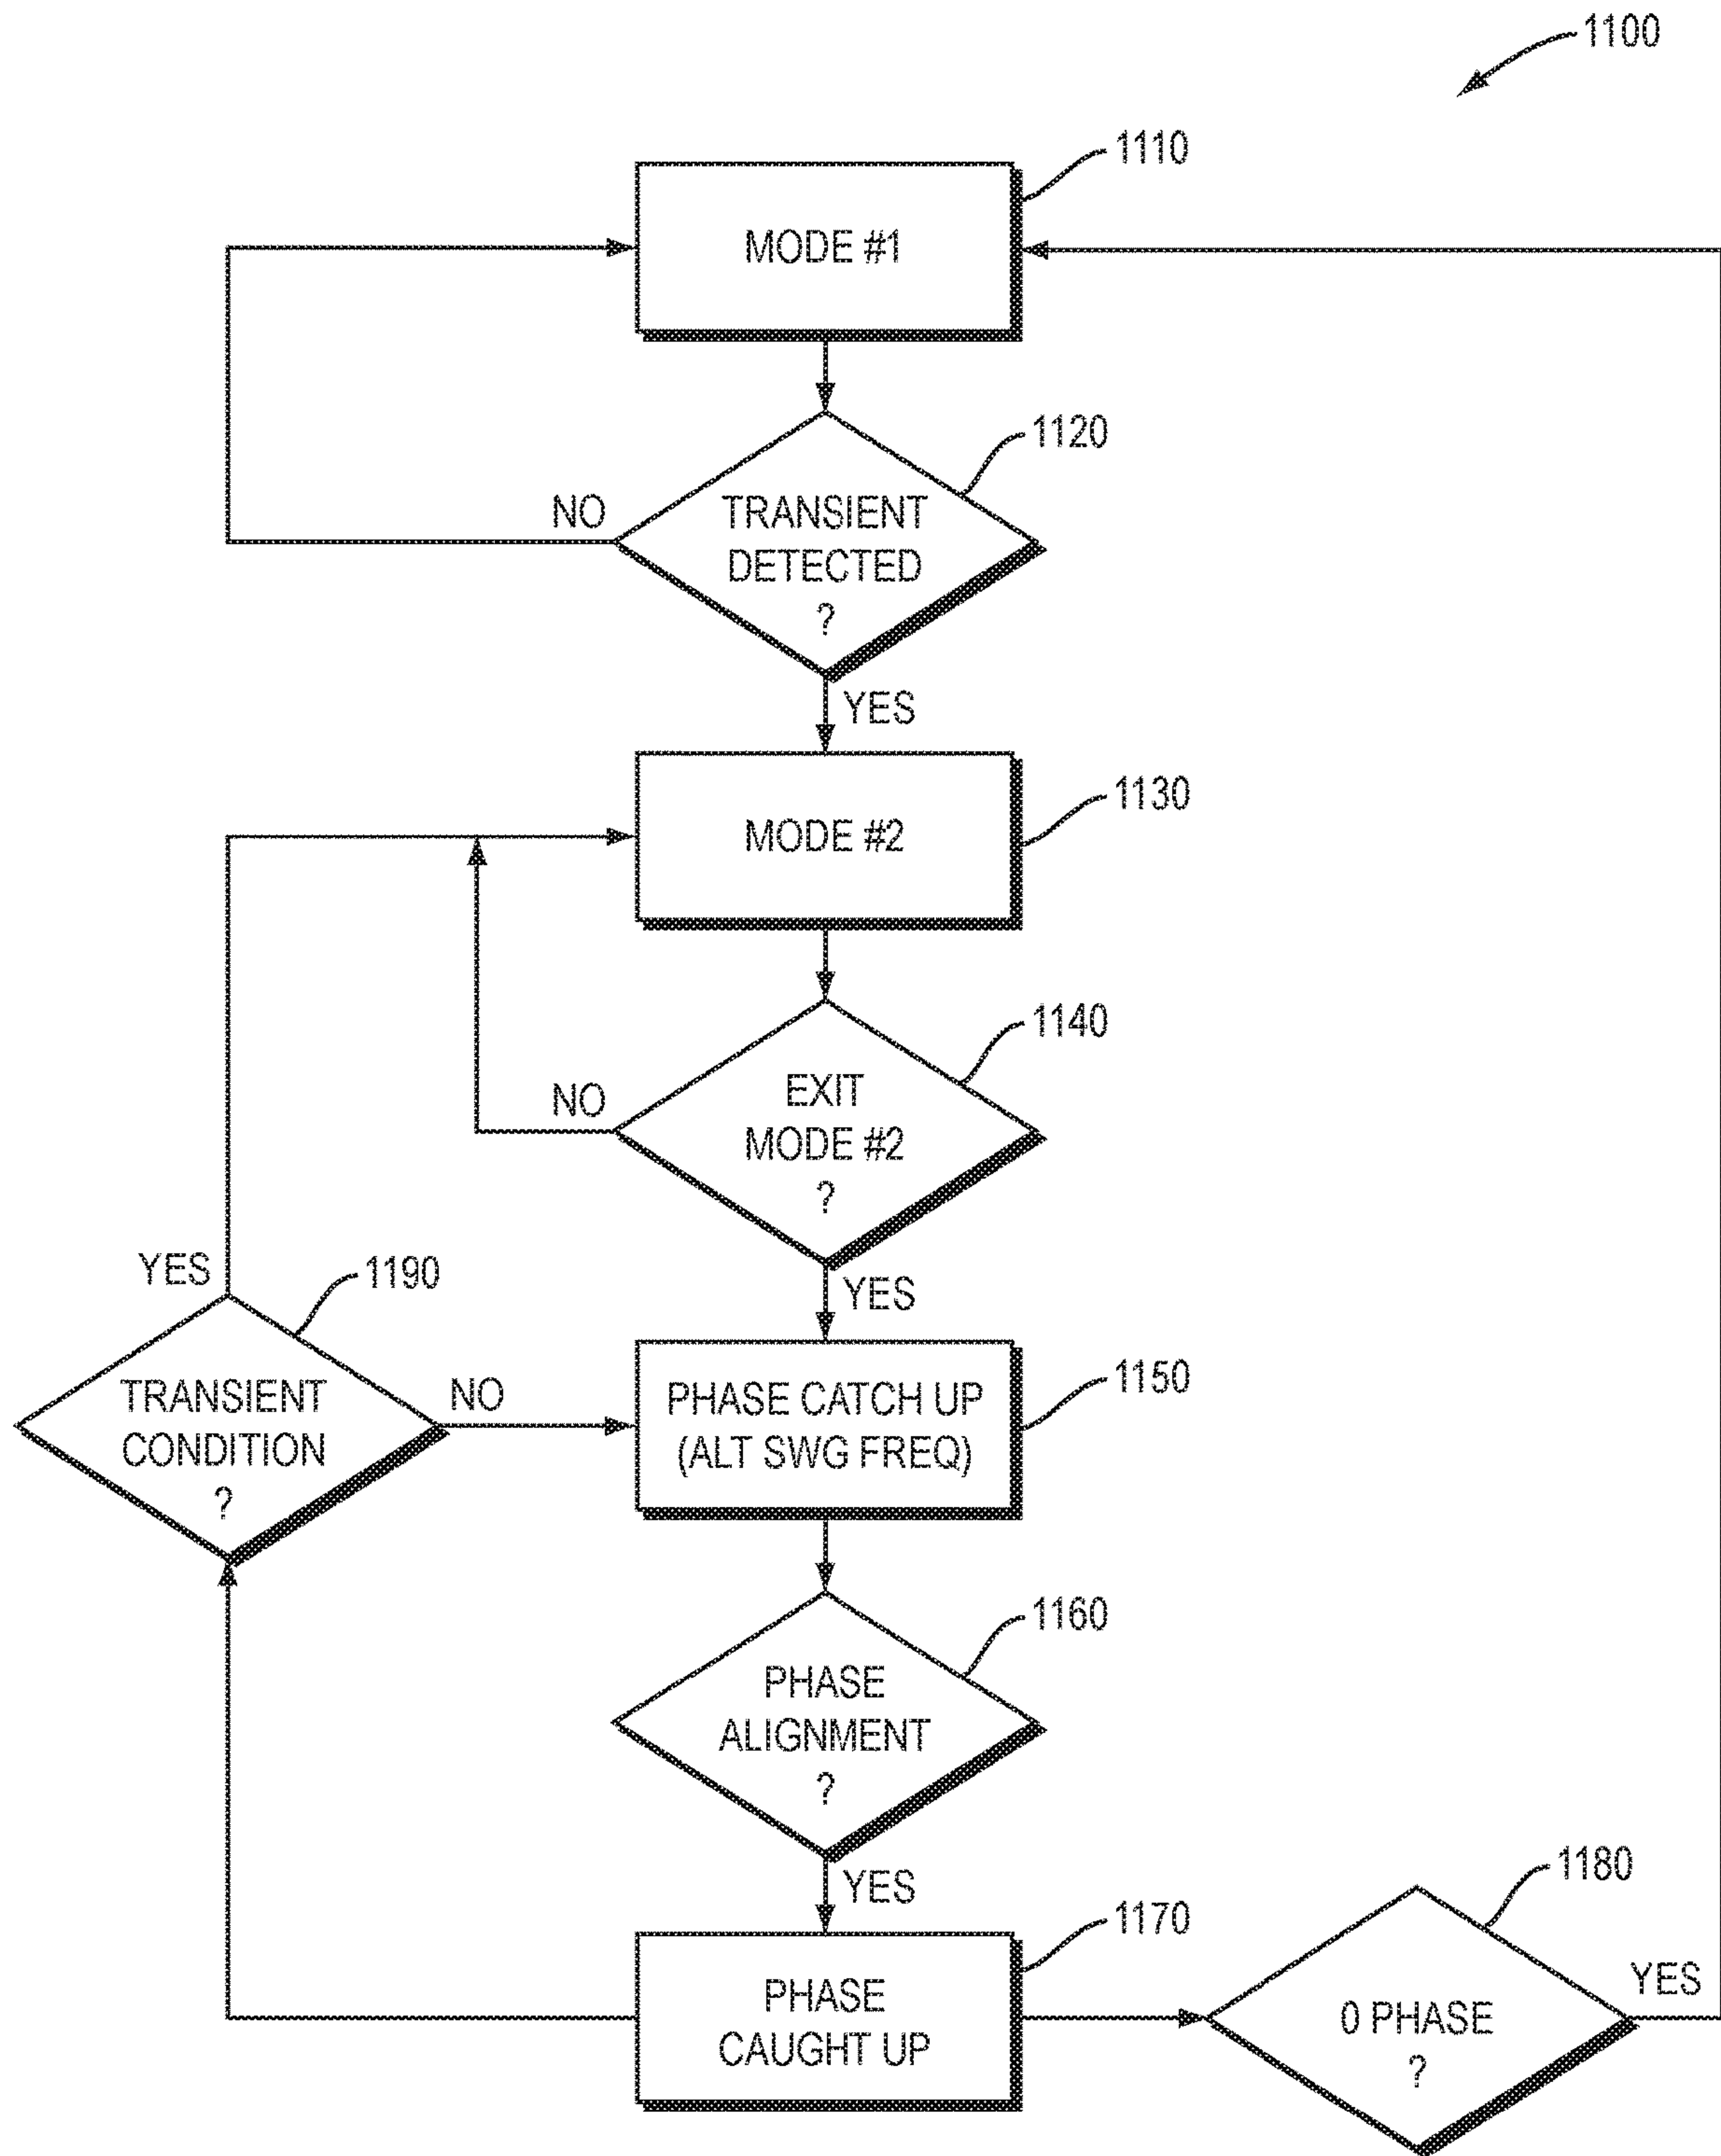 1100
1110
MODE #1
1120
NO
TRANSIENT
DETECTED
?
YES
1130
MODE #2
1140
NO
EXIT
MODE #2
?
YES
YES
1190
TRANSIENT
CONDITION
?
NO
1150
PHASE CATCH UP
(ALT SWG FREQ)
1160
PHASE
ALIGNMENT
?
YES
1170
PHASE
CAUGHT UP
1180
0 PHASE
?
YES